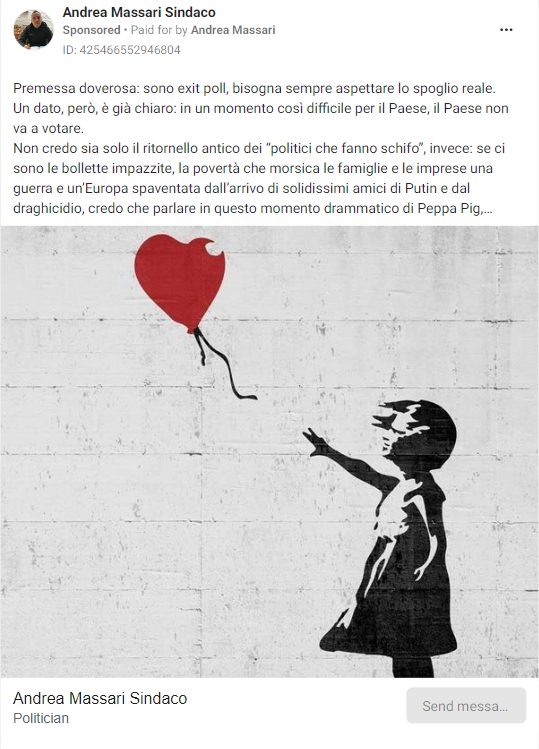 Andrea Massari Sindaco
Sponsored • Paid for by Andrea Massari
ID: 425466552946804
Premessa doverosa: sono exit poll, bisogna sempre aspettare lo spoglio reale.
Un dato, però, è già chiaro: in un momento così difficile per il Paese, il Paese non
va a votare.
Non credo sia solo il ritornello antico dei “politici che fanno schifo”, invece: se ci
sono le bollette impazzite, la povertà che morsica le famiglie e le imprese una
guerra e un’Europa spaventata dall’arrivo di solidissimi amici di Putin e dal
draghicidio, credo che parlare in questo momento drammatico di Peppa Pig,...
Andrea Massari Sindaco
Politician
Send messa...